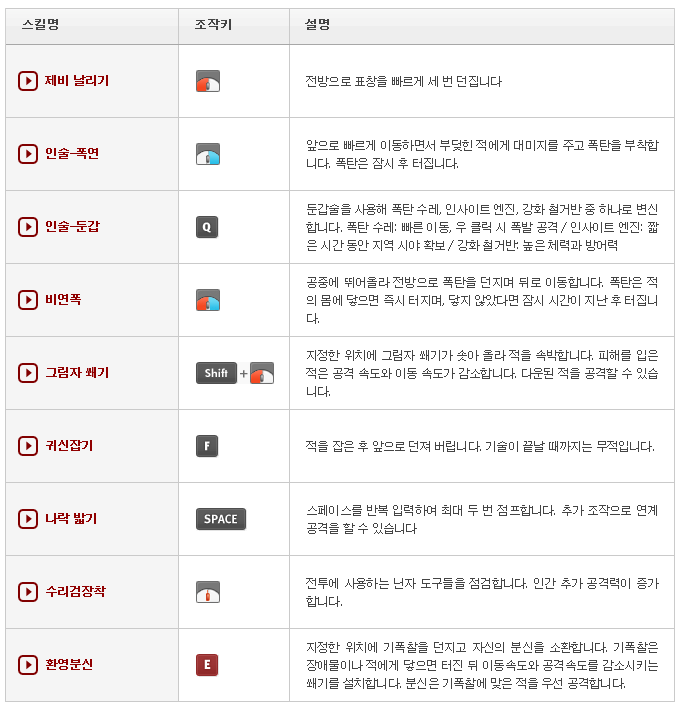 스킬명 조작키 설명
제비 날리기 전방으로 표창을 빠르게 세 번 던집니다
인술-폭연 앞으로 빠르게 이동하면서 부딪힌 적에게 대미지를 주고 폭탄을 부착합
니다. 폭탄은 잠시 후 터집니다.
인술-둔갑 Q 둔갑술을 사용해 폭탄 수레, 인사이트 엔진, 강화 철거반 중 하나로 변신
합니다. 폭탄 수레: 빠른 이동, 우 클릭 시 폭발 공격 / 인사이트 엔진: 짧
은 시간 동안 지역 시야 확보 / 강화 철거반: 높은 체력과 방어력
비연폭 공중에 뛰어올라 전방으로 폭탄을 던지며 뒤로 이동합니다. 폭탄은 적
의 몸에 닿으면 즉시 터지며, 닿지 않았다면 잠시 시간이 지난 후 터집니
다.
그림자 쐐기 Shift + 지정한 위치에 그림자 쐐기가 솟아 올라 적을 속박합니다. 피해를 입은
적은 공격 속도와 이동 속도가 감소합니다. 다운된 적을 공격할 수 있습
니다.
귀신잡기 F 적을 잡은 후 앞으로 던져 버립니다. 기술이 끝날 때까지는 무적입니다.
나락 밟기 SPACE 스페이스를 반복 입력하여 최대 두 번 점프합니다. 추가 조작으로 연계
공격을 할 수 있습니다
수리검장착 전투에 사용하는 닌자 도구들을 점검합니다. 인간 추가 공격력이 증가
합니다.
환영분신 E 지정한 위치에 기폭찰을 던지고 자신의 분신을 소환합니다. 기폭찰은
장애물이나 적에게 닿으면 터진 뒤 이동속도와 공격속도를 감소시키는
쐐기를 설치합니다. 분신은 기폭찰에 맞은 적을 우선 공격합니다.